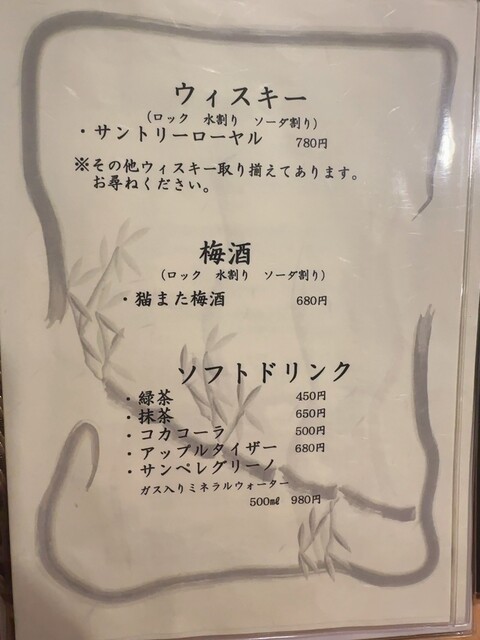 ウィスキー
(ロック 水割り ソーダ割り)
・サントリーローヤル 780円
※その他ウィスキー取り揃えてあります。
お尋ねください。
梅酒
(ロック 水割り ソーダ割り)
・猫また梅酒 680円
ソフトドリンク
・緑茶 450円
・抹茶 650円
・コカコーラ 500円
・アップルタイザー 680円
・サンペレグリーノ
ガス入りミネラルウォーター
500㎖ 980円